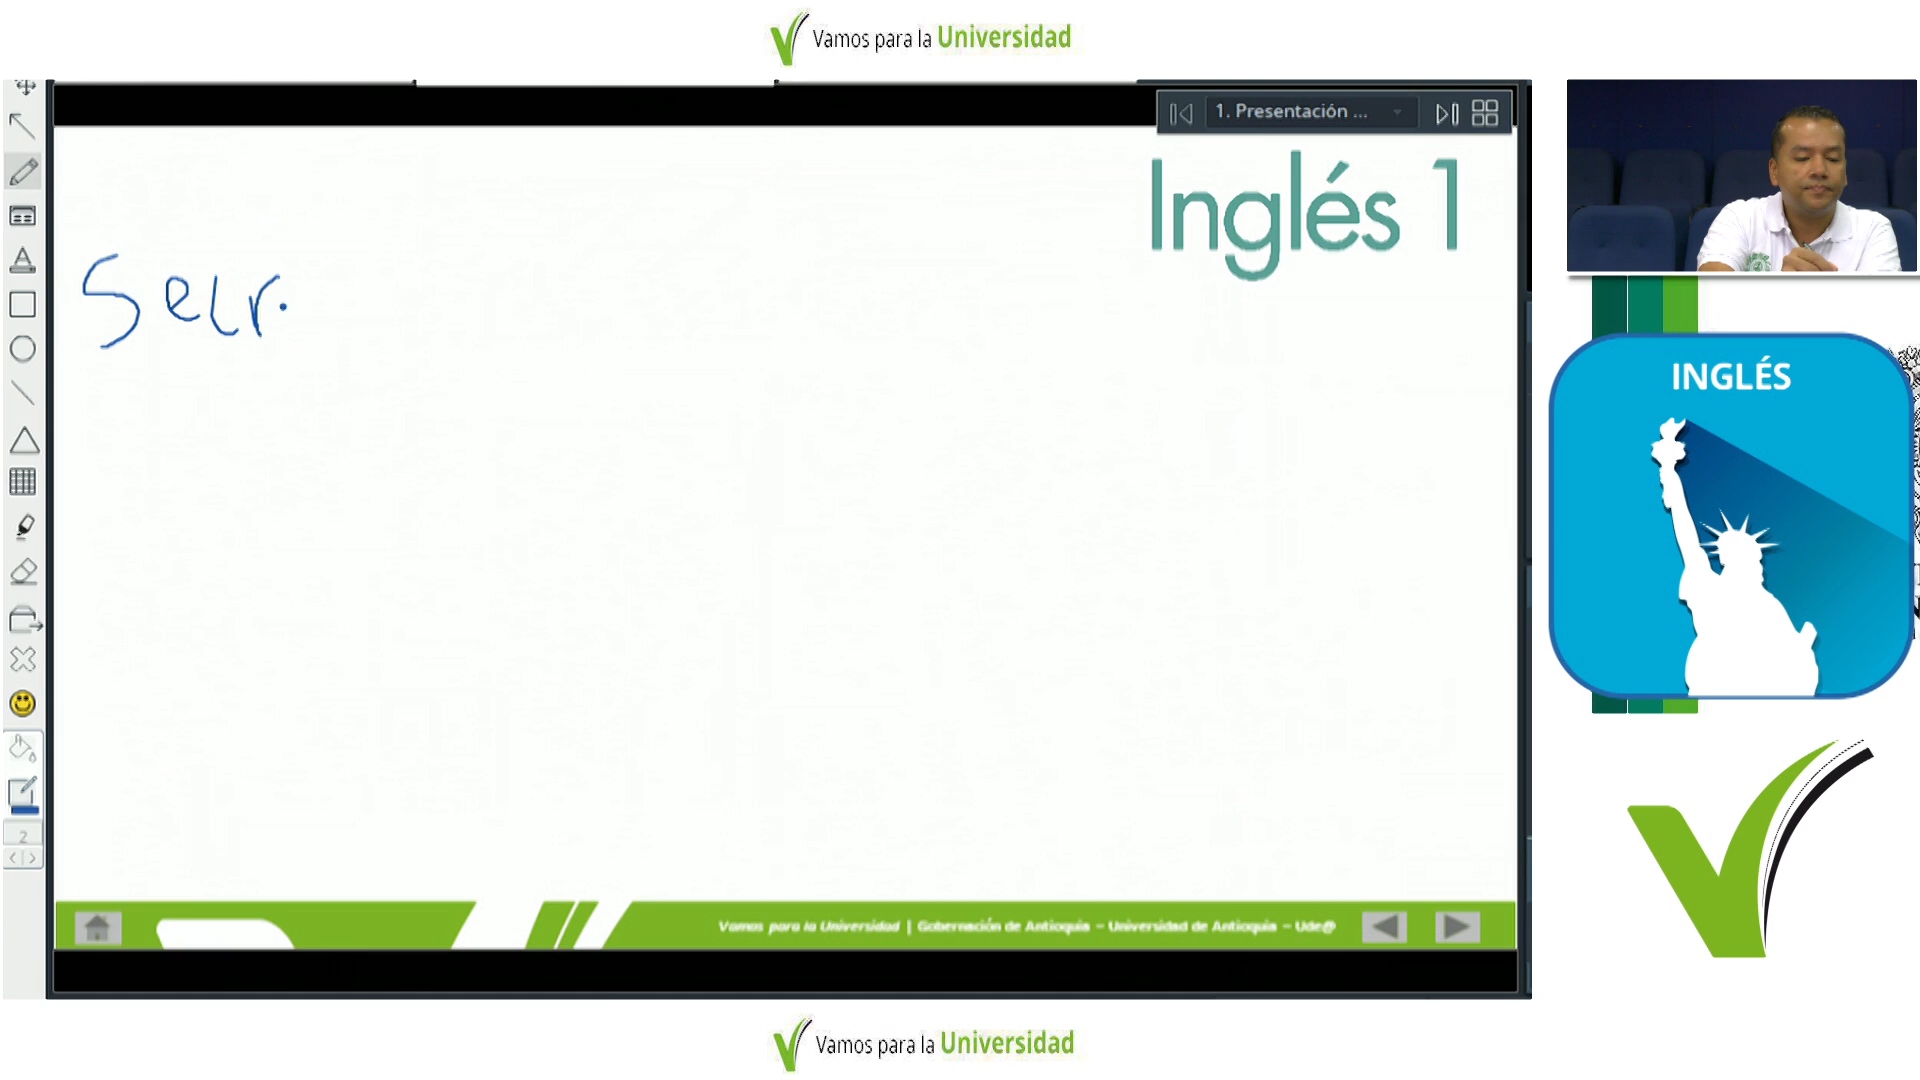 Vamos para la Universidad
1. Presentación ...
Inglés 1
Secr.
INGLÉS
2
Vamos para la Universidad | Gobernación de Antioquia – Universidad de Antioquia – Ude@
Vamos para la Universidad